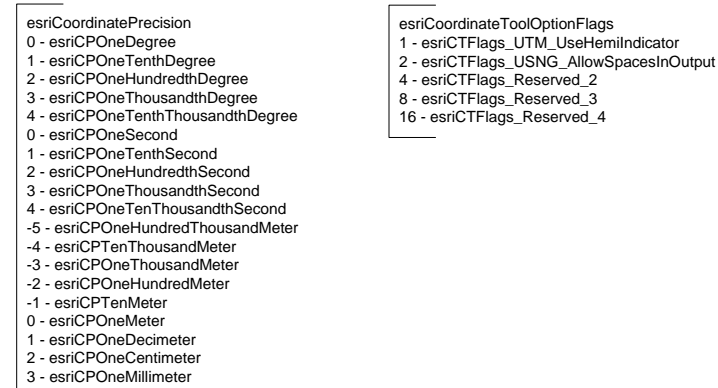 esriCoordinatePrecision
0 - esriCPOneDegree
1 - esriCPOneTenthDegree
2 - esriCPOneHundredthDegree
3 - esriCPOneThousandthDegree
4 - esriCPOneTenthThousandthDegree
0 - esriCPOneSecond
1 - esriCPOneTenthSecond
2 - esriCPOneHundredthSecond
3 - esriCPOneThousandthSecond
4 - esriCPOneTenThousandthSecond
-5 - esriCPOneHundredThousandMeter
-4 - esriCPTenThousandMeter
-3 - esriCPOneThousandMeter
-2 - esriCPOneHundredMeter
-1 - esriCPTenMeter
0 - esriCPOneMeter
1 - esriCPOneDecimeter
2 - esriCPOneCentimeter
3 - esriCPOneMillimeter
esriCoordinateToolOptionFlags
1 - esriCTFlags_UTM_UseHemiIndicator
2 - esriCTFlags_USNG_AllowSpacesInOutput
4 - esriCTFlags_Reserved_2
8 - esriCTFlags_Reserved_3
16 - esriCTFlags_Reserved_4